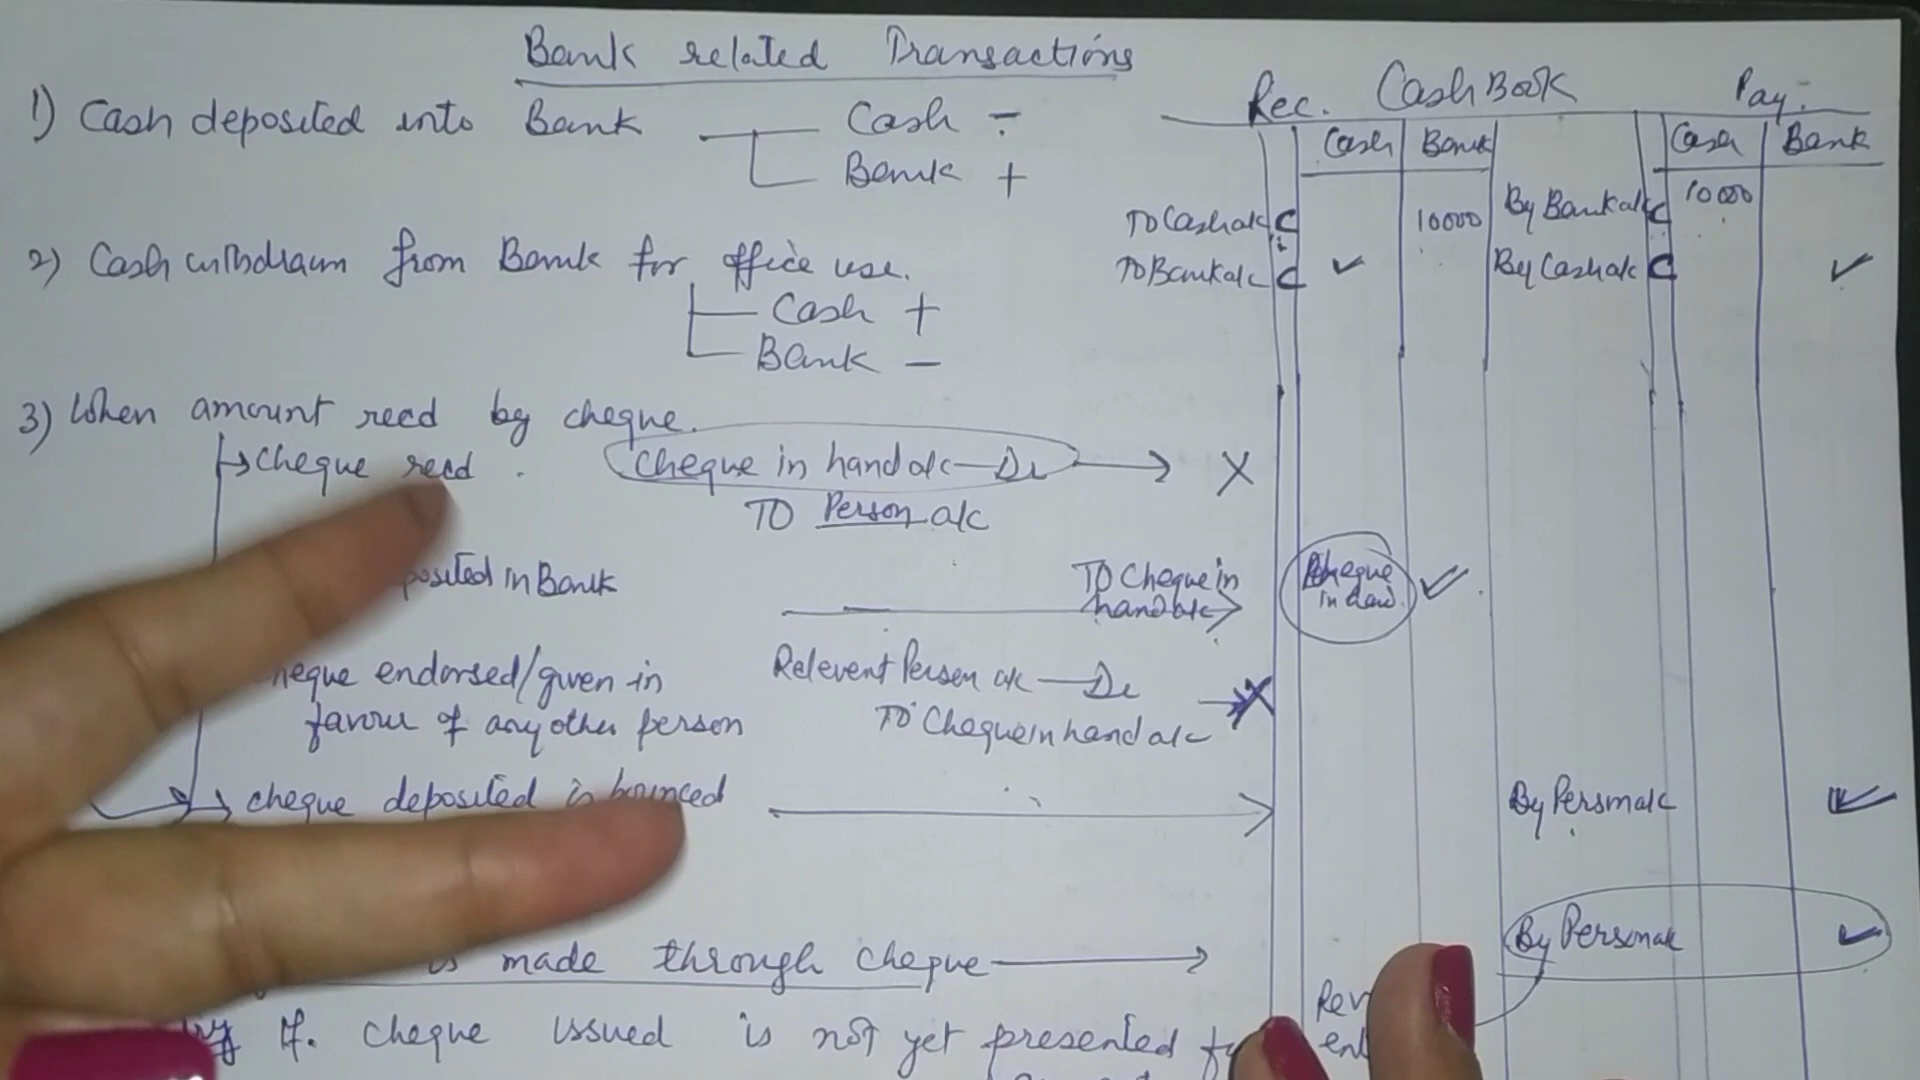 Bank related Transactions
1) Cash deposited into Bank
Cash -
Bank +
2) Cash withdrawn from Bank for office use.
Cash +
Bank -
3) When amount recd by cheque.
→ Cheque recd.
Cheque in hand a/c — Dr → X
TO Person a/c
posited in Bank
TO Cheque in
hand a/c
heque endorsed/given in
favour of any other person
Relevent Person a/c — Dr
TO Cheque in hand a/c → X
→ cheque deposited is bounced
made through cheque →
If cheque issued is not yet presented
Rec. Cash Book Pay.
Cash Bank Cash Bank
TO Cash a/c C 10000 By Bank a/c C 10000
TO Bank a/c C ✓ By Cash a/c C ✓
✓
By Person a/c ✓
By Person a/c ✓